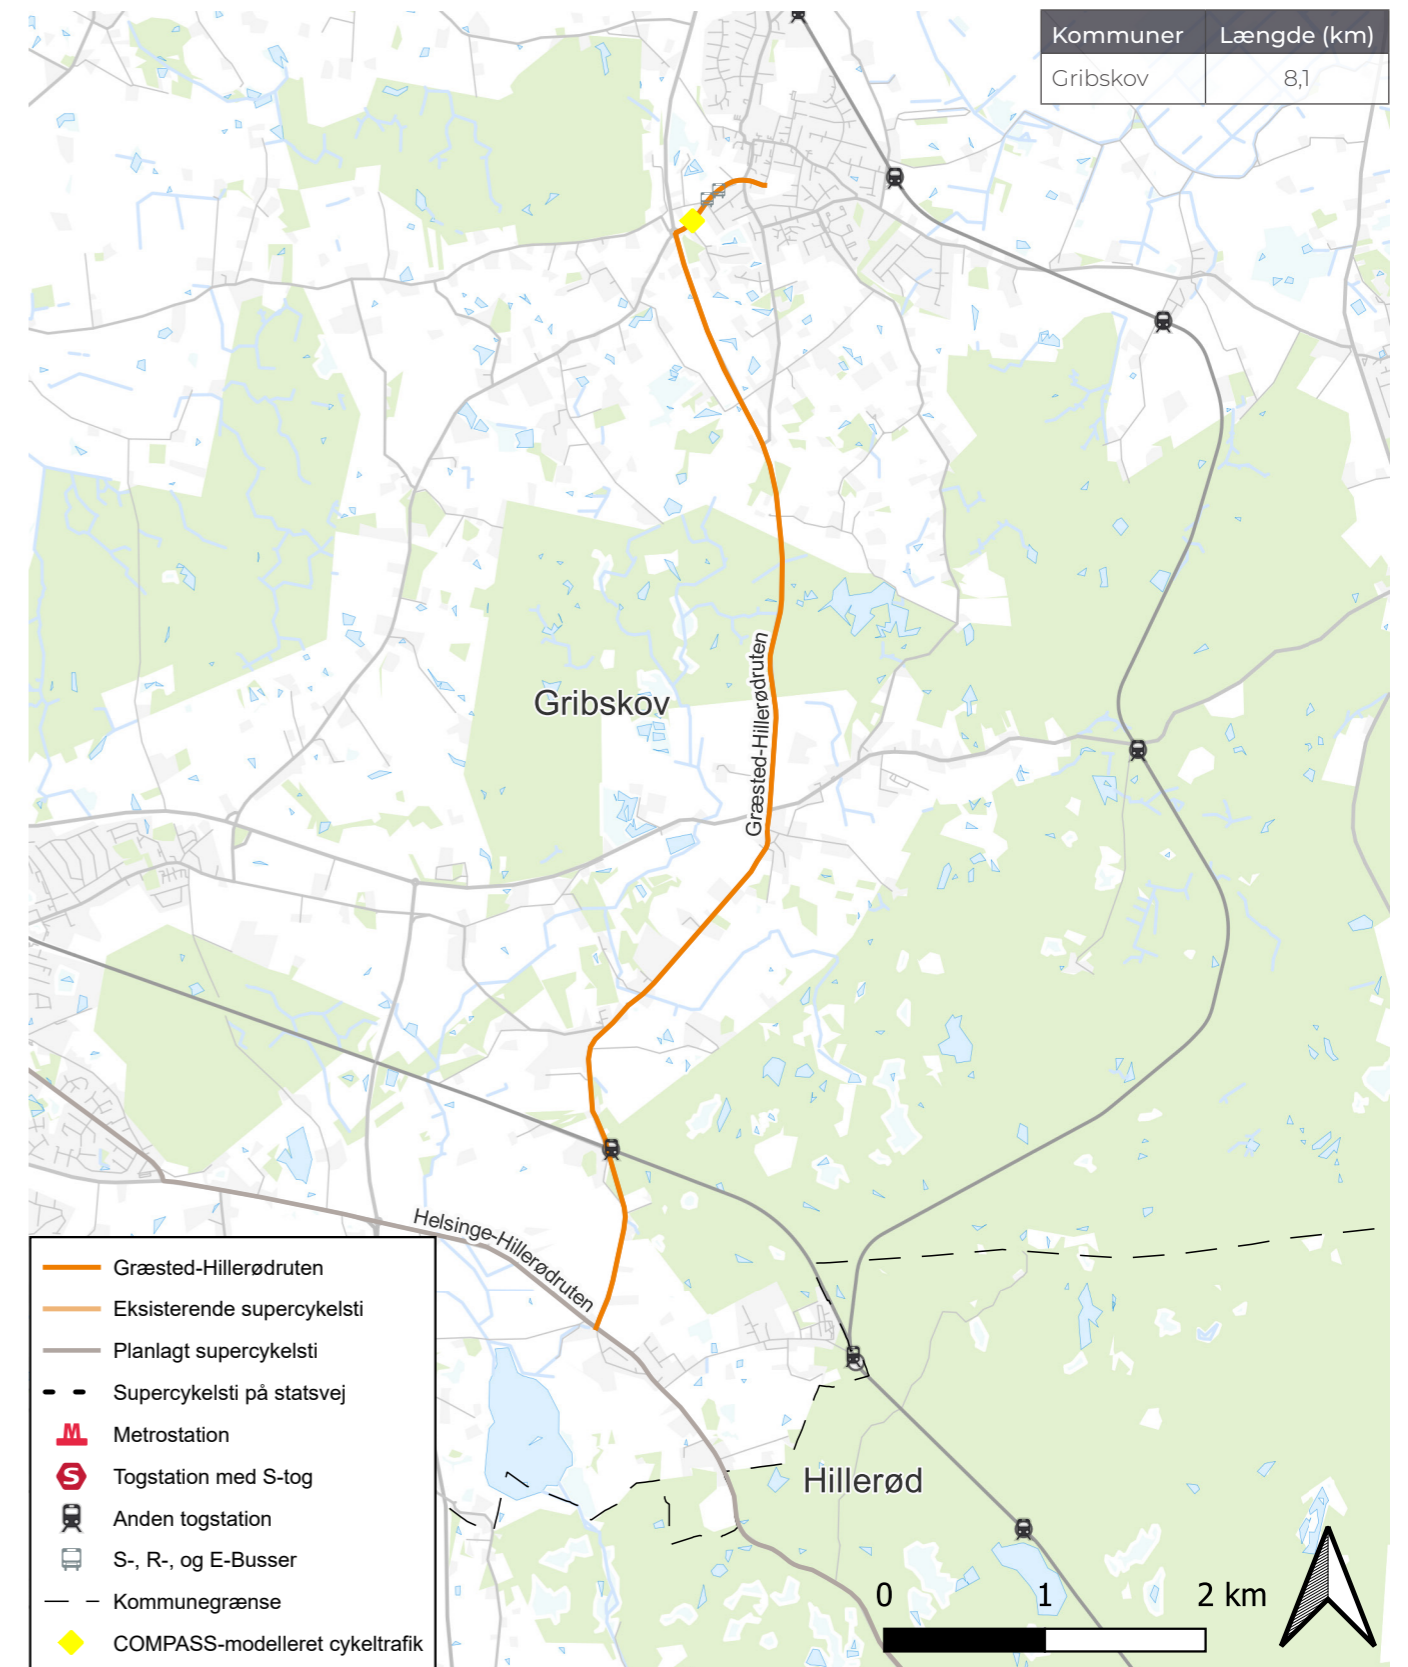 Kommuner Længde (km)
Gribskov 8,1
Gribskov
Græsted-Hillerødruten
Helsinge-Hillerødruten
Hillerød
Græsted-Hillerødruten
Eksisterende supercykelsti
Planlagt supercykelsti
Supercykelsti på statsvej
M Metrostation
S Togstation med S-tog
Anden togstation
S-, R-, og E-Busser
Kommunegrænse
COMPASS-modelleret cykeltrafik
0 1 2 km